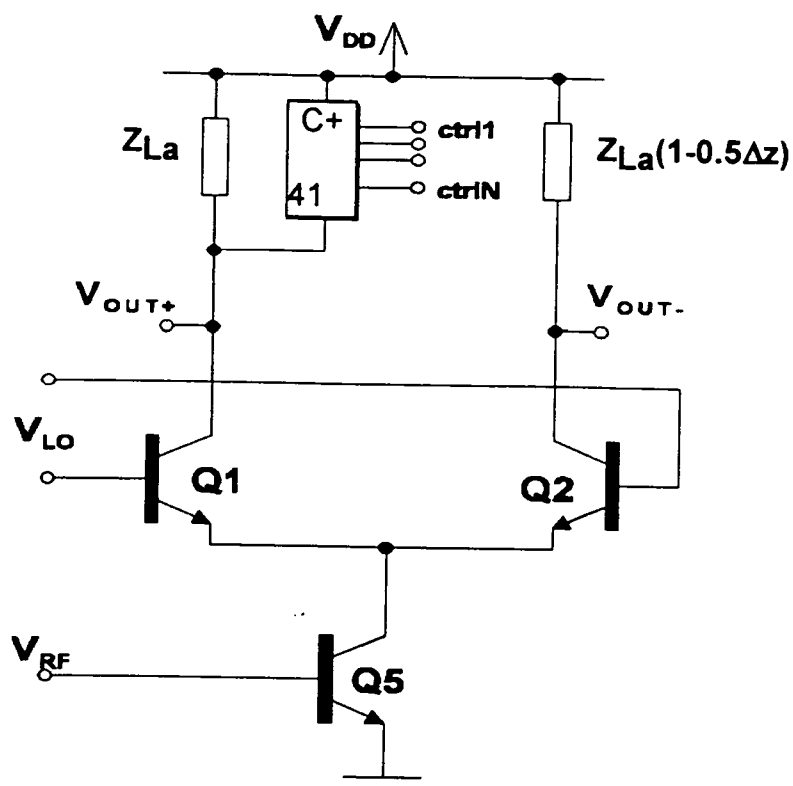 VDD
C+
ctrl1
ZLa
ZLa(1-0.5Δz)
41
ctrlN
VOUT+
VOUT-
VLO
Q1
Q2
VRF
Q5